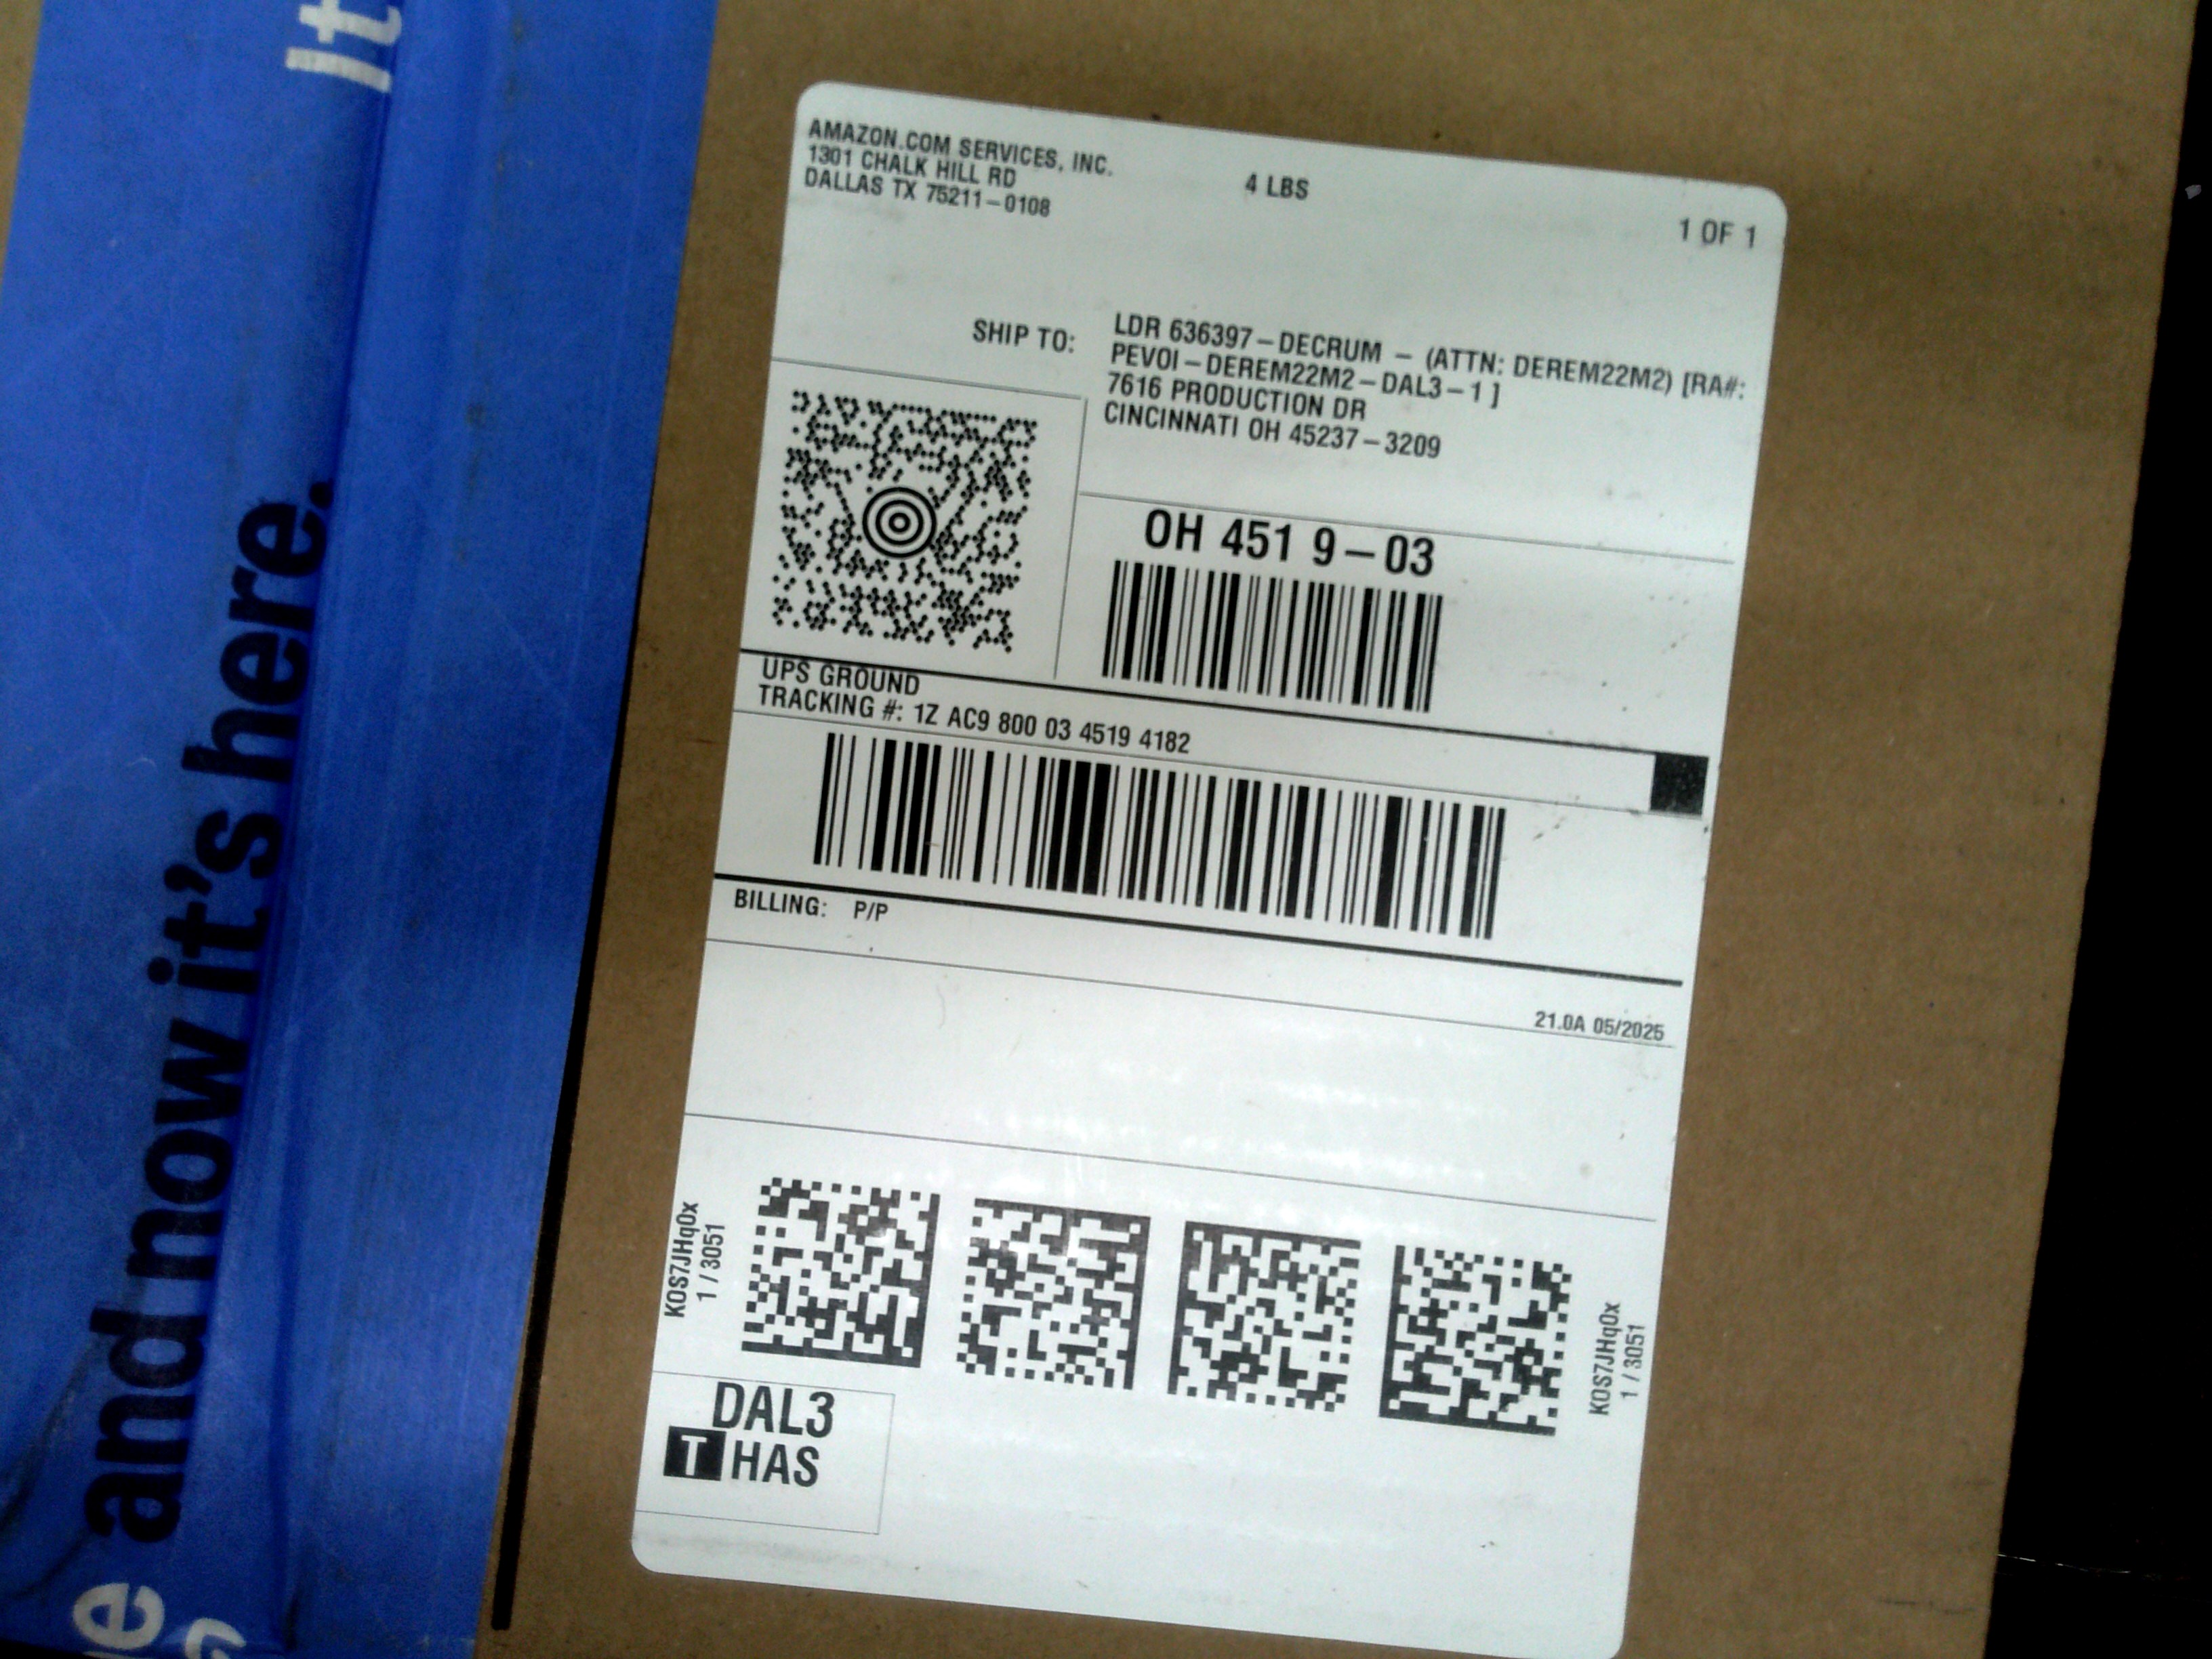 It
and now it's here.
AMAZON.COM SERVICES, INC.
1301 CHALK HILL RD
DALLAS TX 75211-0108
4 LBS
1 OF 1
SHIP TO:
LDR 636397-DECRUM - (ATTN: DEREM22M2) [RA#:
PEVOI-DEREM22M2-DAL3-1 ]
7616 PRODUCTION DR
CINCINNATI OH 45237-3209
OH 451 9-03
UPS GROUND
TRACKING #: 1Z AC9 800 03 4519 4182
BILLING: P/P
21.0A 05/2025
KOS7JHq0x
1 / 3051
KOS7JHq0x
1 / 3051
DAL3
T HAS